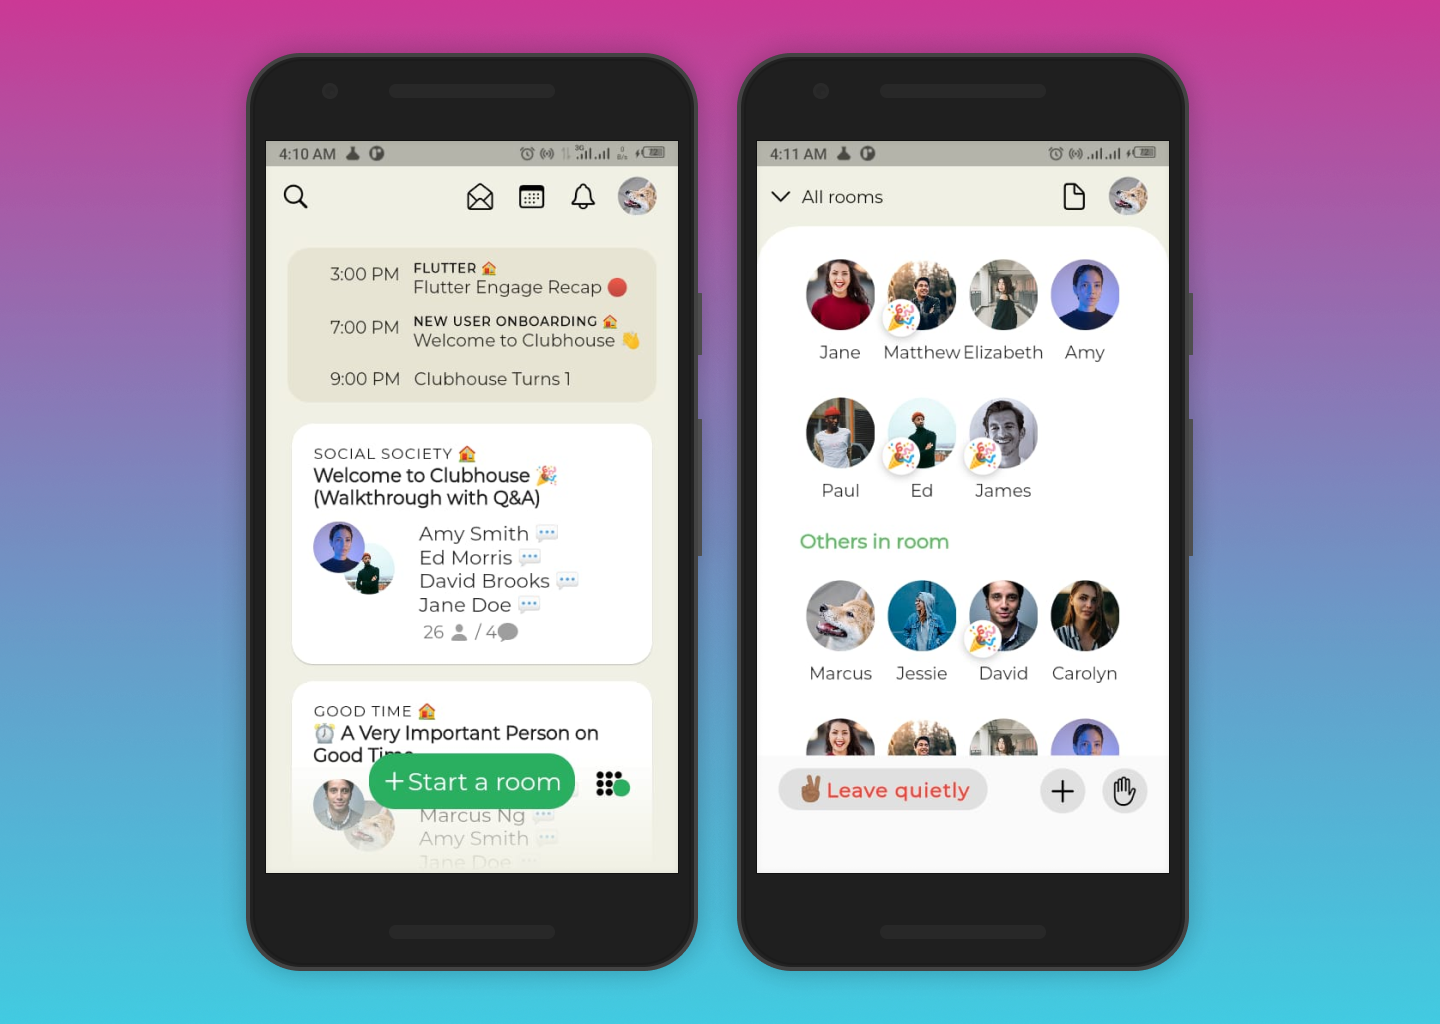 4:10 AM
3:00 PM
FLUTTER
Flutter Engage Recap
7:00 PM
NEW USER ONBOARDING
Welcome to Clubhouse
9:00 PM
Clubhouse Turns 1
SOCIAL SOCIETY
Welcome to Clubhouse
(Walkthrough with Q&A)
Amy Smith
Ed Morris
David Brooks
Jane Doe
26 / 4
GOOD TIME
A Very Important Person on
Good Time
+ Start a room
Marcus Ng
Amy Smith
Jane Doe
4:11 AM
All rooms
Jane Matthew Elizabeth Amy
Paul Ed James
Others in room
Marcus Jessie David Carolyn
Leave quietly